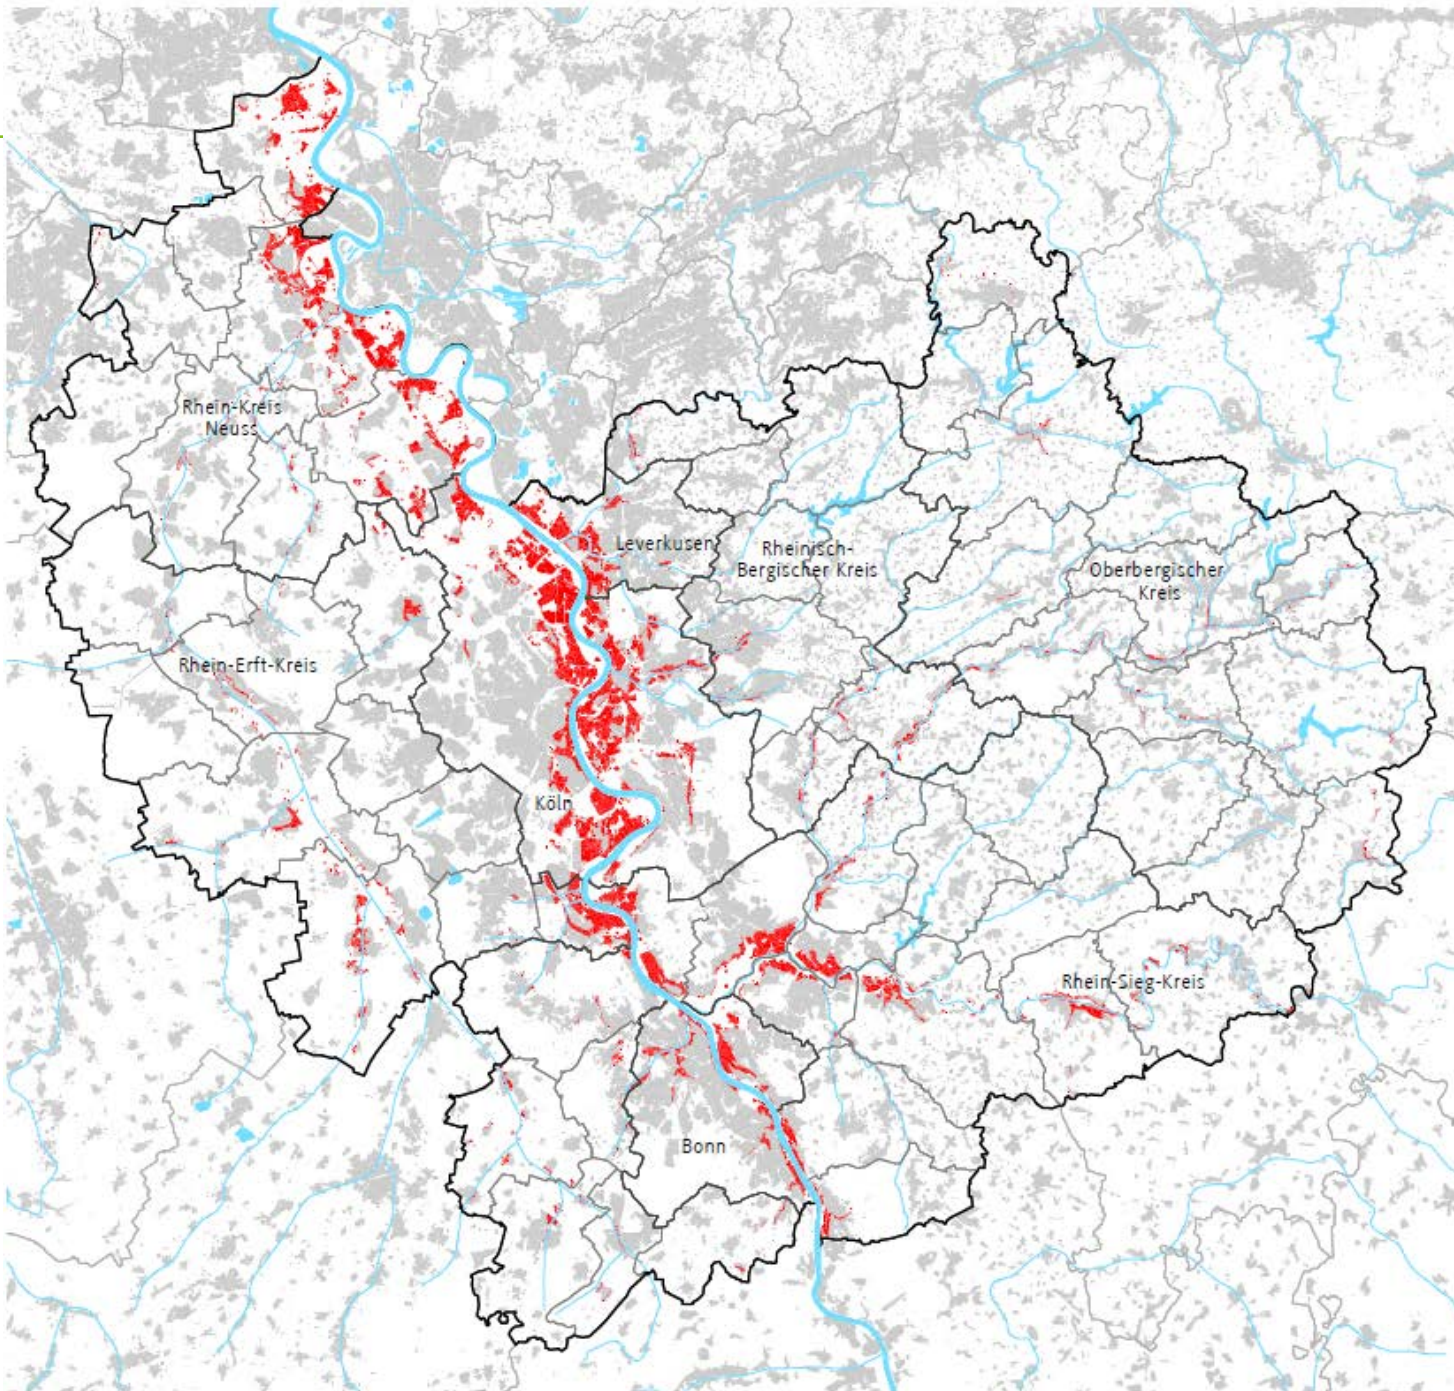 Rhein-Kreis
Neuss
Leverkusen
Rheinisch-
Bergischer Kreis
Oberbergischer
Kreis
Rhein-Erft-Kreis
Köln
Rhein-Sieg-Kreis
Bonn